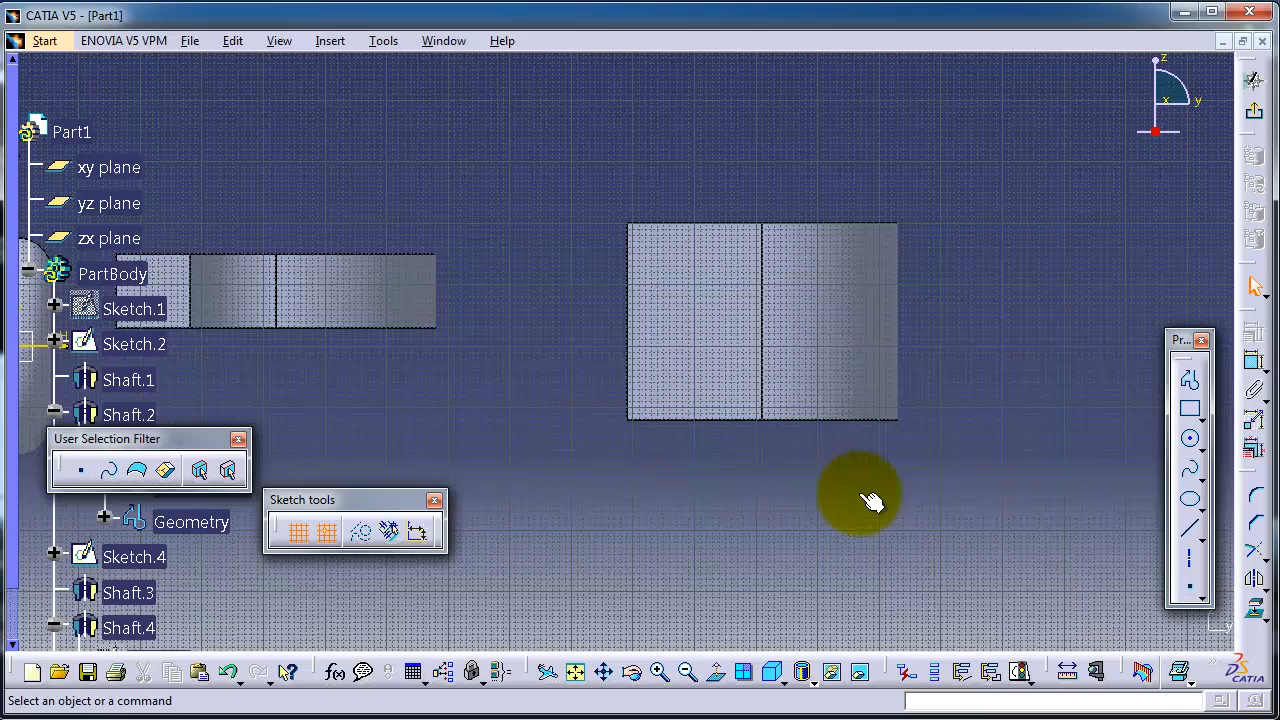 CATIA V5 - [Part1]
Start ENOVIA V5 VPM File Edit View Insert Tools Window Help
z
x y
Part1
xy plane
yz plane
zx plane
PartBody
Sketch.1
Sketch.2
Shaft.1
Shaft.2
Pr...
User Selection Filter
Sketch tools
Geometry
Sketch.4
Shaft.3
Shaft.4
y
f(x)
CATIA
Select an object or a command